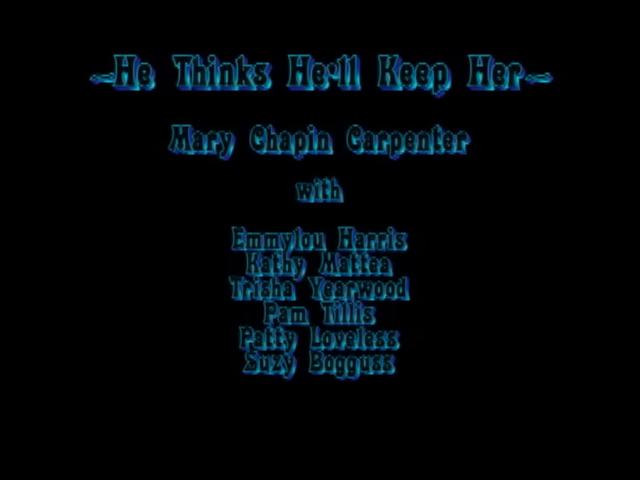 ~He Thinks He'll Keep Her~
Mary Chapin Carpenter
with
Emmylou Harris
Kathy Mattea
Trisha Yearwood
Pam Tillis
Patty Loveless
Suzy Bogguss